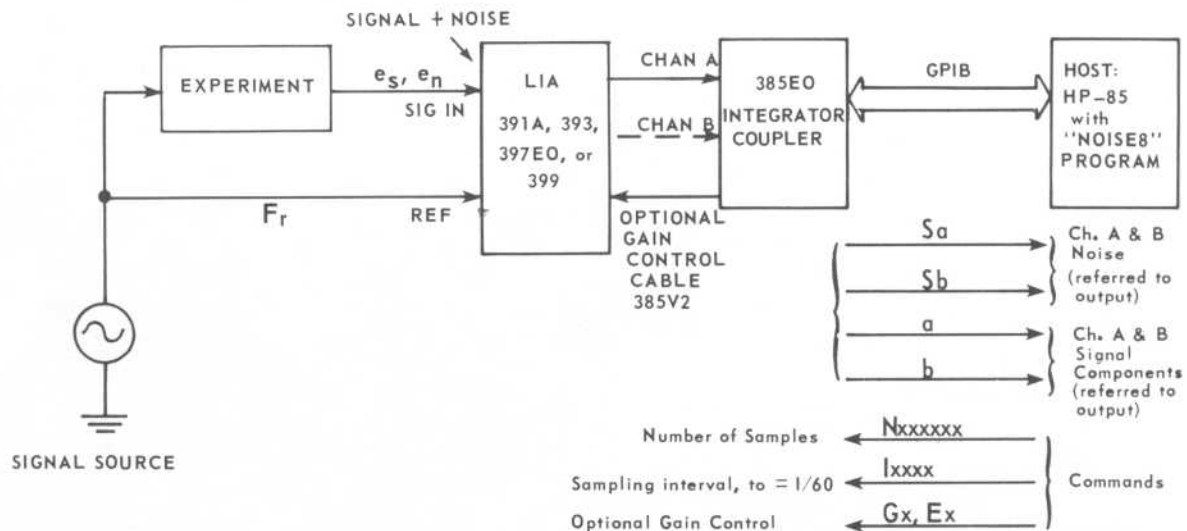 SIGNAL + NOISE
EXPERIMENT
es, en
SIG IN
Fr
REF
SIGNAL SOURCE
LIA
391A, 393,
397EO, or
399
CHAN A
CHAN B
OPTIONAL
GAIN
CONTROL
CABLE
385V2
385EO
INTEGRATOR
COUPLER
GPIB
HOST:
HP-85
with
"NOISE8"
PROGRAM
Sa
Sb
Ch. A & B
Noise
(referred to
output)
a
b
Ch. A & B
Signal
Components
(referred to
output)
Number of Samples
Nxxxxxx
Sampling interval, to = 1/60
Ixxxx
Optional Gain Control
Gx, Ex
Commands